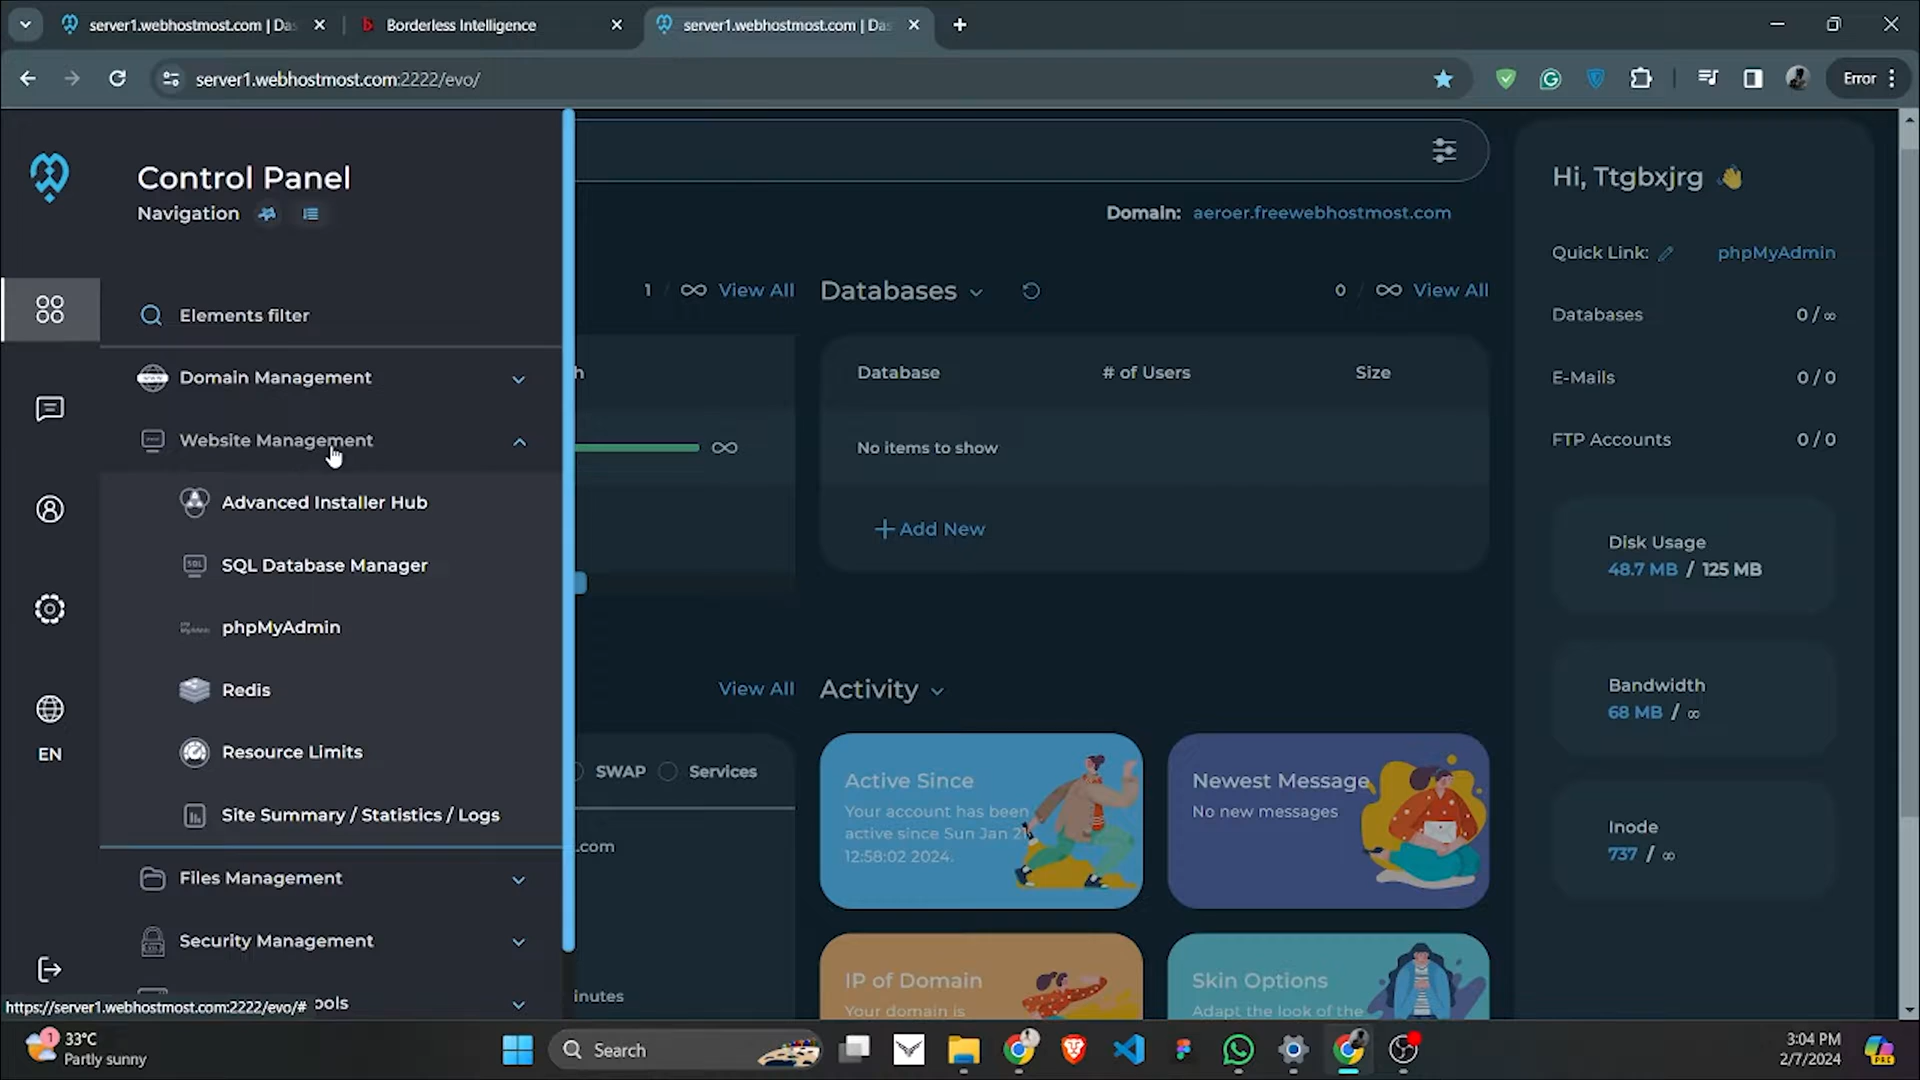 server1.webhostmost.com | Das
Borderless Intelligence
server1.webhostmost.com | Das
server1.webhostmost.com:2222/evo/
Error
Control Panel
Navigation
Elements filter
Domain Management
Website Management
Advanced Installer Hub
SQL Database Manager
phpMyAdmin
Redis
Resource Limits
Site Summary / Statistics / Logs
Files Management
Security Management
ools
EN
https://server1.webhostmost.com:2222/evo/#
Domain: aeroer.freewebhostmost.com
1 / ∞ View All
h
∞
Databases
0 / ∞ View All
Database # of Users Size
No items to show
+ Add New
View All
SWAP Services
.com
inutes
Activity
Active Since
Your account has been
active since Sun Jan 21
12:58:02 2024.
Newest Message
No new messages
IP of Domain
Your domain is
Skin Options
Adapt the look of the
Hi, Ttgbxjrg 👋
Quick Link: phpMyAdmin
Databases 0 / ∞
E-Mails 0 / 0
FTP Accounts 0 / 0
Disk Usage
48.7 MB / 125 MB
Bandwidth
68 MB / ∞
Inode
737 / ∞
1
33°C
Partly sunny
Search
3:04 PM
2/7/2024
PRE